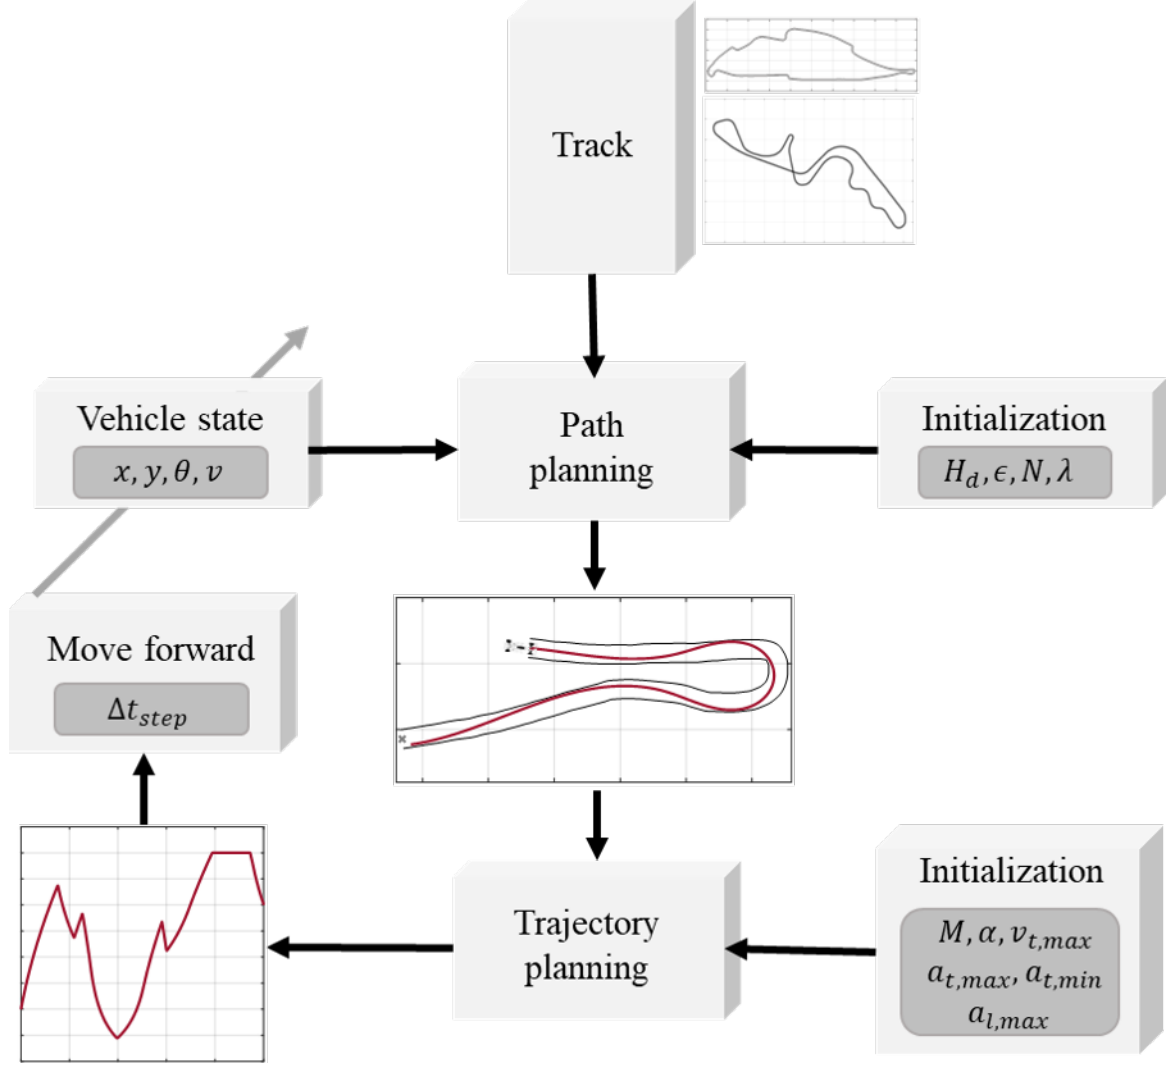 Track
Vehicle state
x, y, θ, v
Path
planning
Initialization
H_d, ϵ, N, λ
Move forward
Δt_step
Trajectory
planning
Initialization
M, α, v_t,max
a_t,max, a_t,min
a_l,max